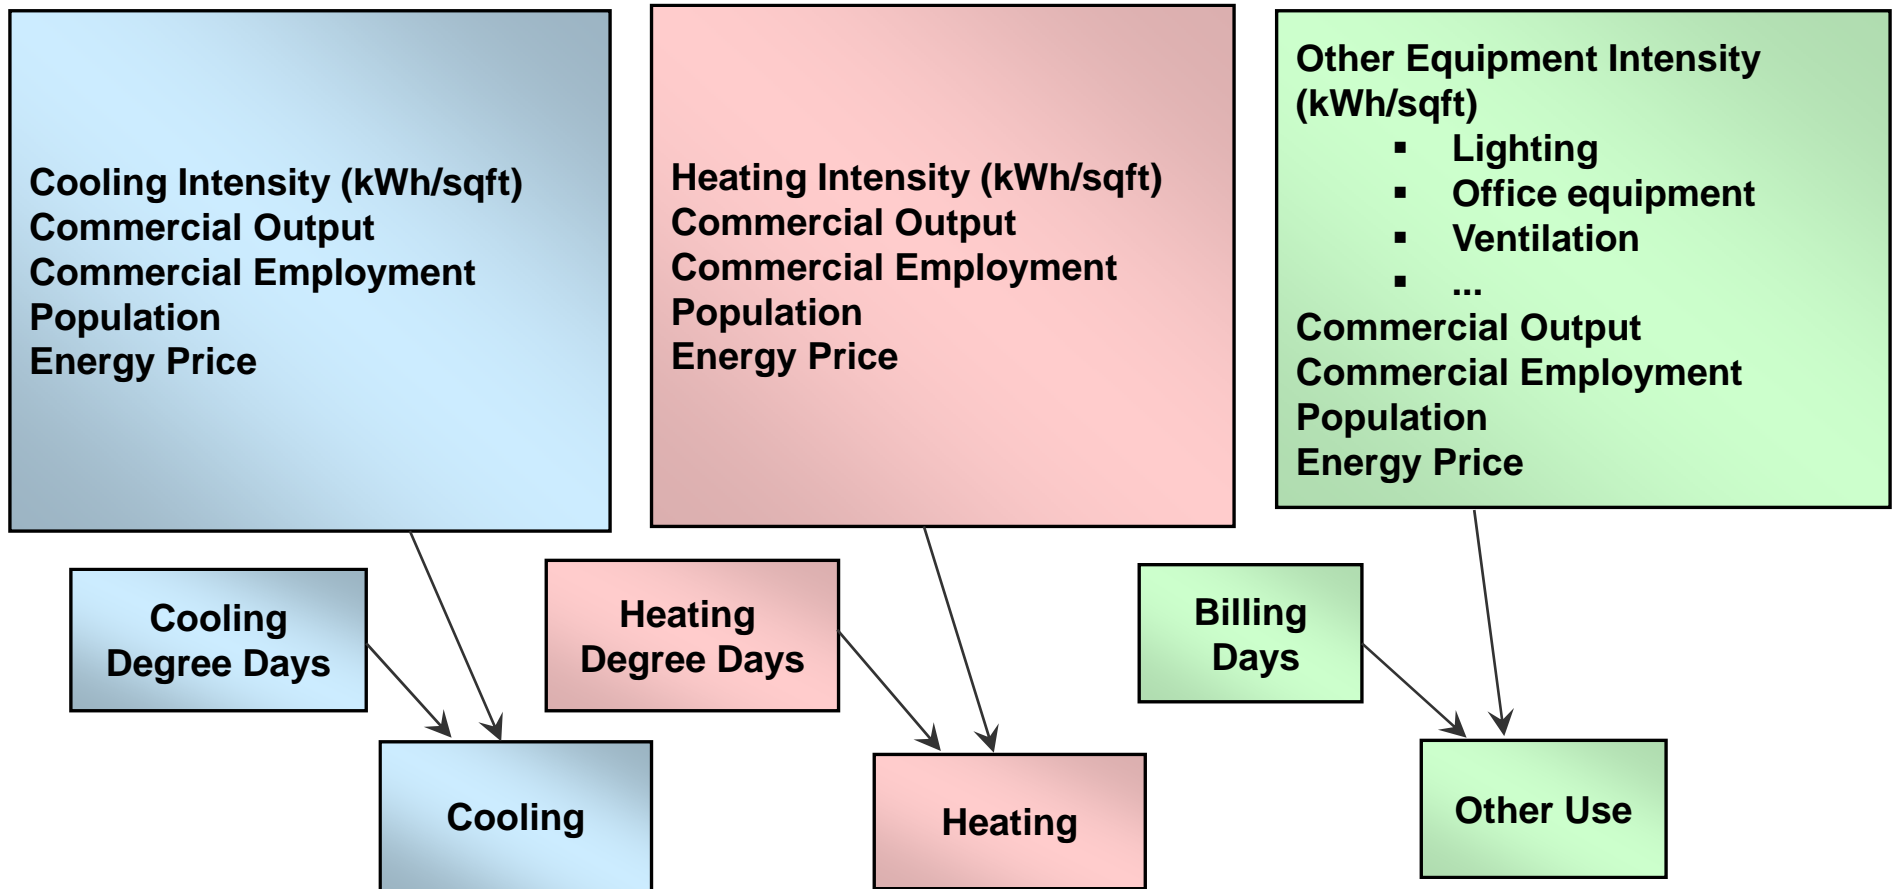 Cooling Intensity (kWh/sqft)
Commercial Output
Commercial Employment
Population
Energy Price
Heating Intensity (kWh/sqft)
Commercial Output
Commercial Employment
Population
Energy Price
Other Equipment Intensity
(kWh/sqft)
▪ Lighting
▪ Office equipment
▪ Ventilation
▪ ...
Commercial Output
Commercial Employment
Population
Energy Price
Cooling
Degree Days
Heating
Degree Days
Billing
Days
Cooling
Heating
Other Use